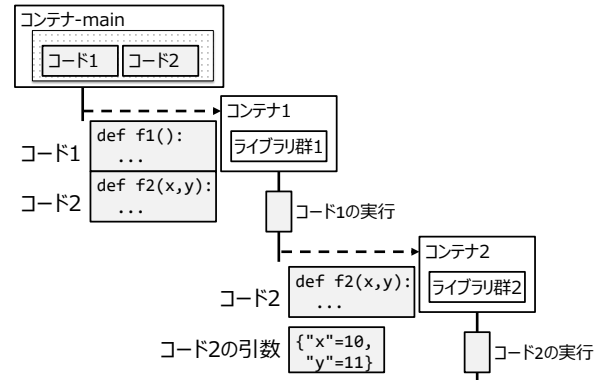 コンテナ-main
コード1 コード2
コンテナ1
ライブラリ群1
コード1
def f1():
...
コード2
def f2(x,y):
...
コード1の実行
コンテナ2
ライブラリ群2
コード2
def f2(x,y):
...
コード2の引数
{"x"=10,
"y"=11}
コード2の実行